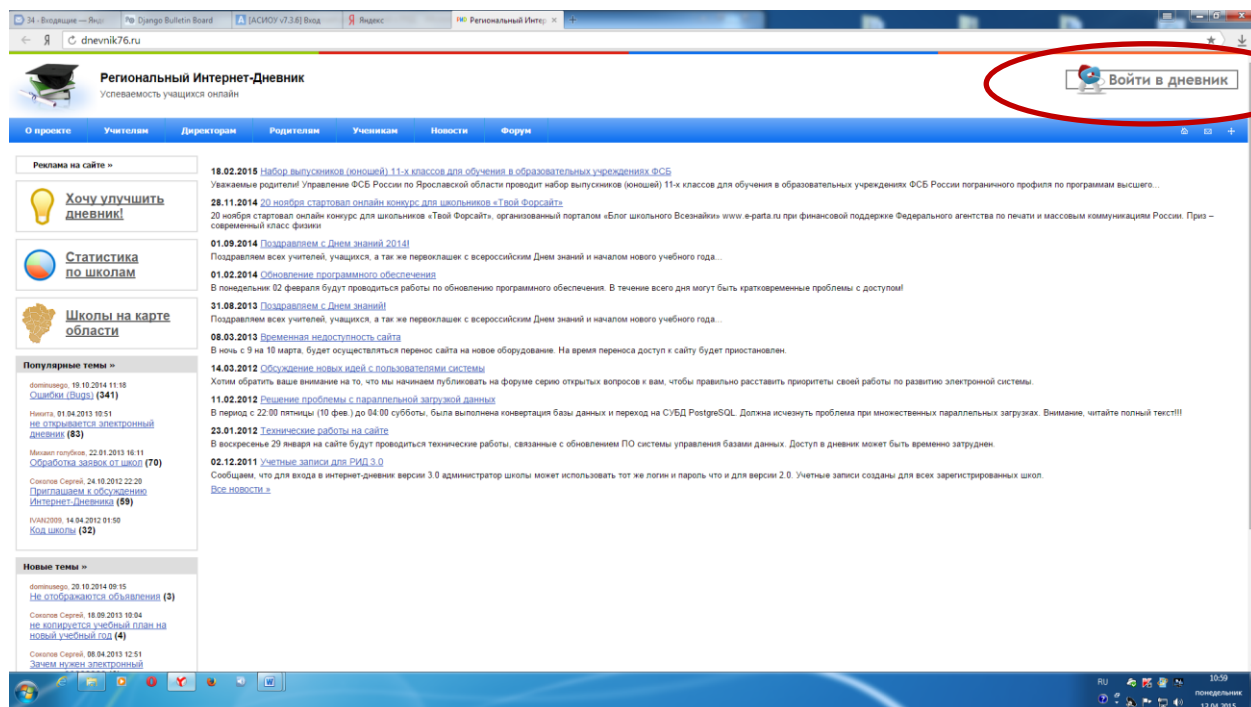 34 - Входящие — Янд
Django Bulletin Board
[АСИОУ v7.3.6] Вход
Яндекс
Региональный Интер
dnevnik76.ru
Региональный Интернет-Дневник
Успеваемость учащихся онлайн
Войти в дневник
О проекте Учителям Директорам Родителям Ученикам Новости Форум
Реклама на сайте »
Хочу улучшить
дневник!
Статистика
по школам
Школы на карте
области
Популярные темы »
dominusego, 19.10.2014 11:18
Ошибки (Bugs) (341)
Никита, 01.04.2013 10:51
не открывается электронный
дневник (83)
Михаил голубков, 22.01.2013 16:11
Обработка заявок от школ (70)
Соколов Сергей, 24.10.2012 22:20
Приглашаем к обсуждению
Интернет-Дневника (59)
IVAN2009, 14.04.2012 01:50
Код школы (32)
Новые темы »
dominusego, 20.10.2014 09:15
Не отображаются объявления (3)
Соколов Сергей, 18.09.2013 10:04
не копируется учебный план на
новый учебный год (4)
Соколов Сергей, 08.04.2013 12:51
Зачем нужен электронный
18.02.2015 Набор выпускников (юношей) 11-х классов для обучения в образовательных учреждениях ФСБ
Уважаемые родители! Управление ФСБ России по Ярославской области проводит набор выпускников (юношей) 11-х классов для обучения в образовательных учреждениях ФСБ России пограничного профиля по программам высшего...
28.11.2014 20 ноября стартовал онлайн конкурс для школьников «Твой Форсайт»
20 ноября стартовал онлайн конкурс для школьников «Твой Форсайт», организованный порталом «Блог школьного Всезнайки» www.e-parta.ru при финансовой поддержке Федерального агентства по печати и массовым коммуникациям России. Приз –
современный класс физики
01.09.2014 Поздравляем с Днем знаний 2014!
Поздравляем всех учителей, учащихся, а так же первоклашек с всероссийским Днем знаний и началом нового учебного года...
01.02.2014 Обновление программного обеспечения
В понедельник 02 февраля будут проводиться работы по обновлению программного обеспечения. В течение всего дня могут быть кратковременные проблемы с доступом!
31.08.2013 Поздравляем с Днем знаний!
Поздравляем всех учителей, учащихся, а так же первоклашек с всероссийским Днем знаний и началом нового учебного года...
08.03.2013 Временная недоступность сайта
В ночь с 9 на 10 марта, будет осуществляться перенос сайта на новое оборудование. На время переноса доступ к сайту будет приостановлен.
14.03.2012 Обсуждение новых идей с пользователями системы
Хотим обратить ваше внимание на то, что мы начинаем публиковать на форуме серию открытых вопросов к вам, чтобы правильно расставить приоритеты своей работы по развитию электронной системы.
11.02.2012 Решение проблемы с параллельной загрузкой данных
В период с 22:00 пятницы (10 фев.) до 04:00 субботы, была выполнена конвертация базы данных и переход на СУБД PostgreSQL. Должна исчезнуть проблема при множественных параллельных загрузках. Внимание, читайте полный текст!!!
23.01.2012 Технические работы на сайте
В воскресенье 29 января на сайте будут проводиться технические работы, связанные с обновлением ПО системы управления базами данных. Доступ в дневник может быть временно затруднен.
02.12.2011 Учетные записи для РИД 3.0
Сообщаем, что для входа в интернет-дневник версии 3.0 администратор школы может использовать тот же логин и пароль что и для версии 2.0. Учетные записи созданы для всех зарегистрированных школ.
Все новости »
RU
10:59
понедельник
13.04.2015